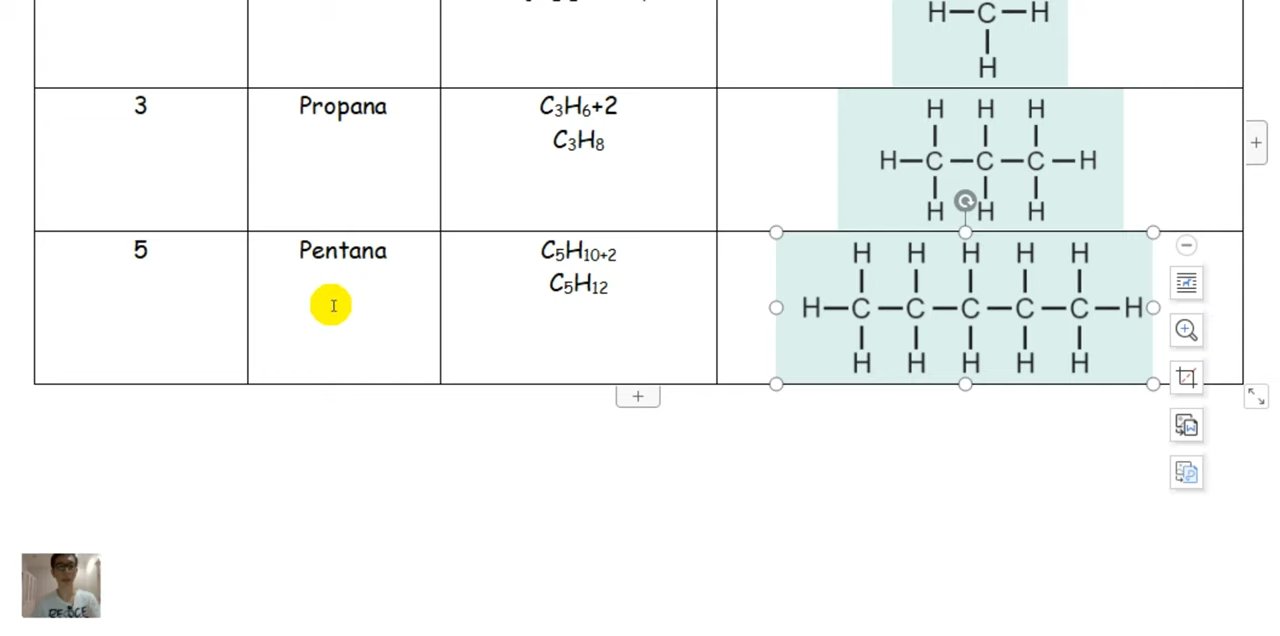 H—C—H
H
3 Propana C₃H₆+2
C₃H₈
H H H
H—C—C—C—H
H H H
5 Pentana C₅H₁₀₊₂
C₅H₁₂
H H H H H
H—C—C—C—C—C—H
H H H H H